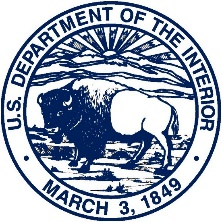 U.S. DEPARTMENT OF THE INTERIOR
MARCH 3, 1849